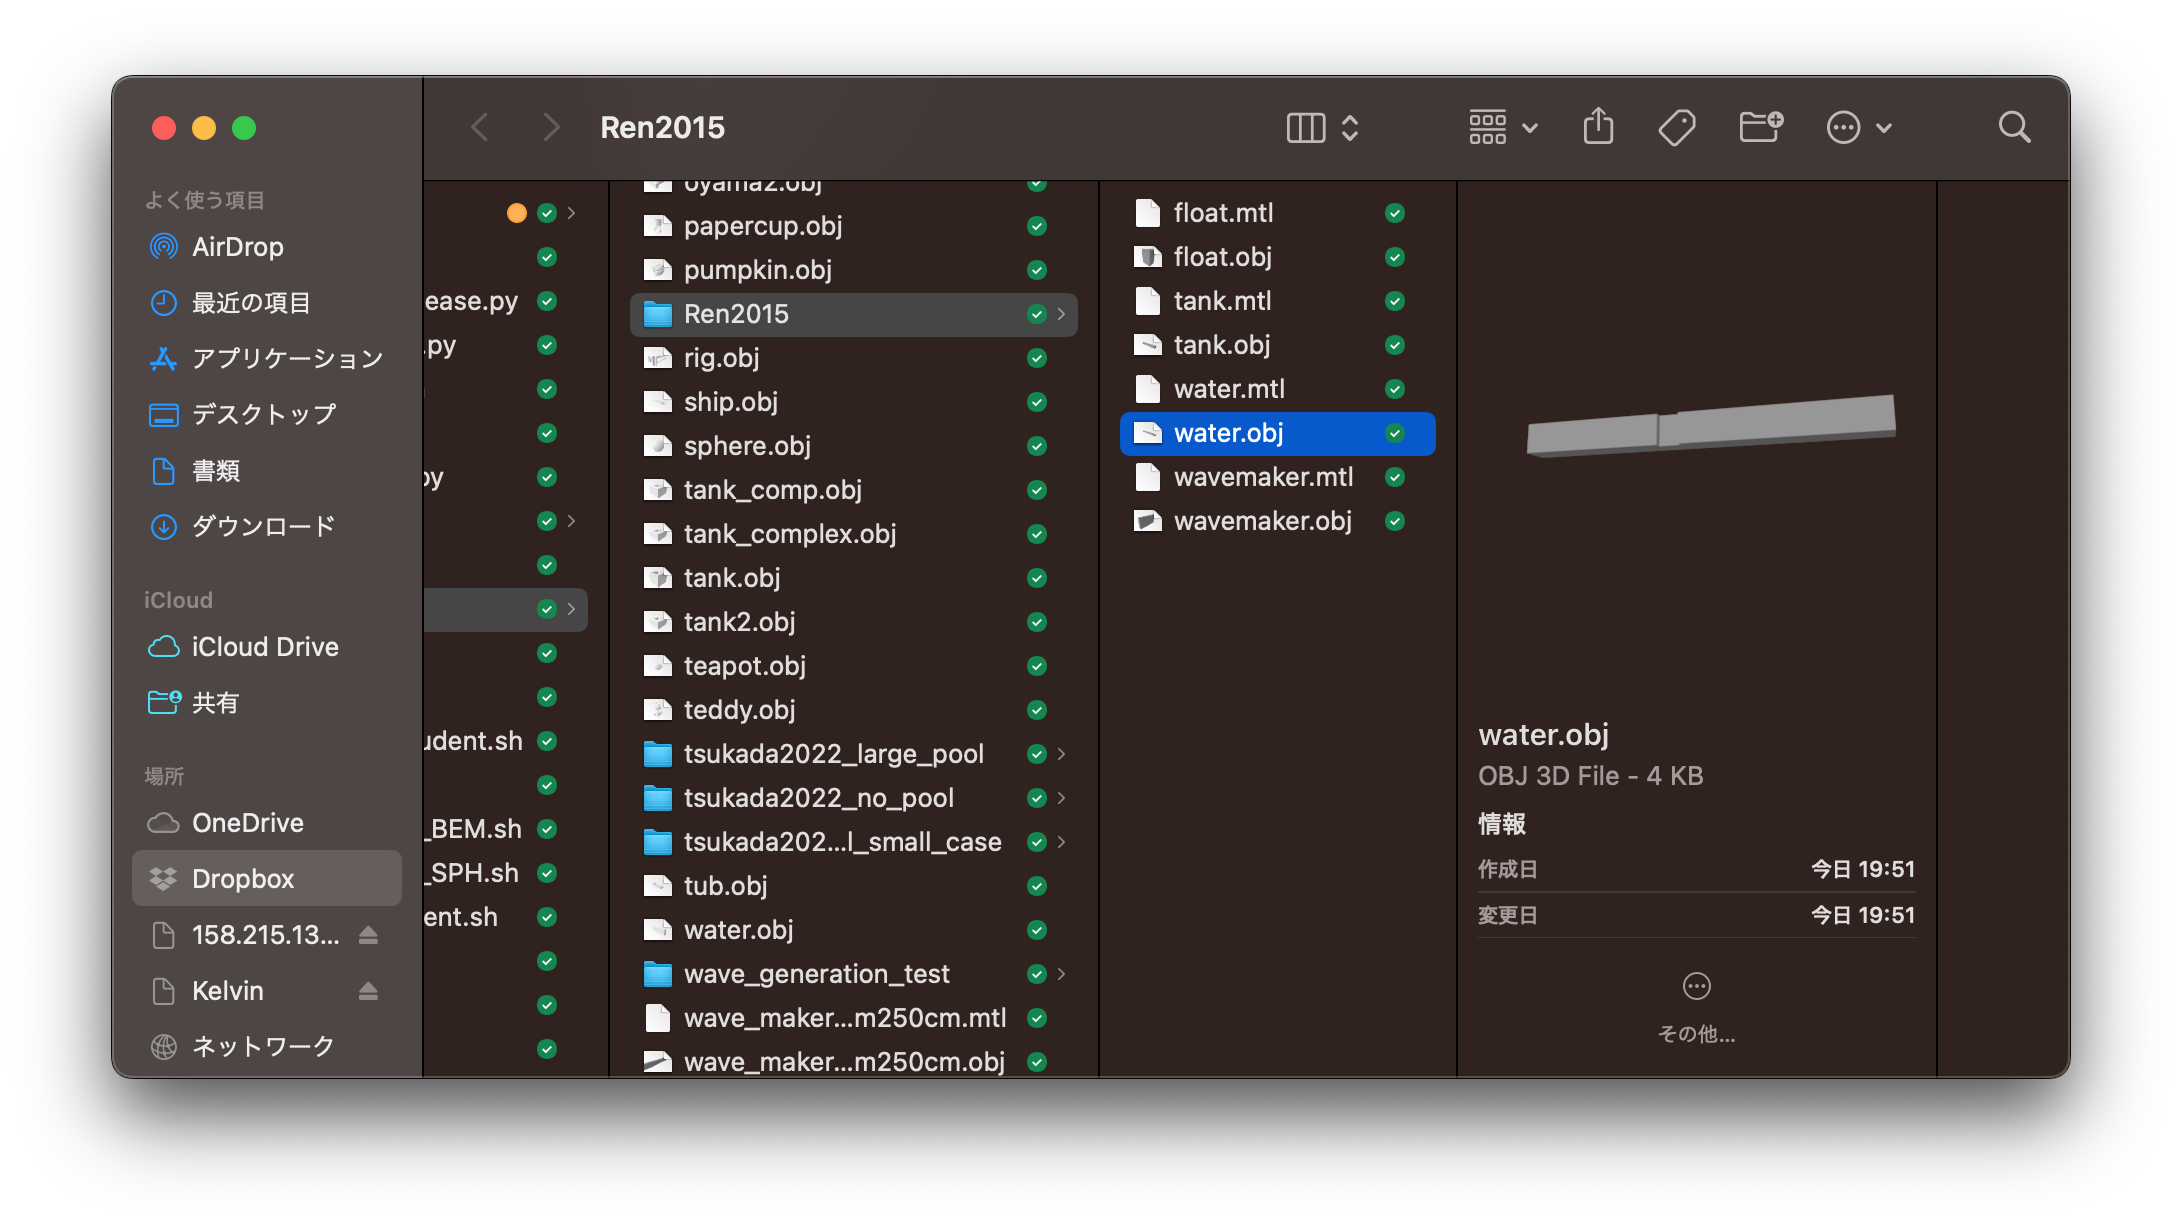 Ren2015
よく使う項目
AirDrop
最近の項目
アプリケーション
デスクトップ
書類
ダウンロード
iCloud
iCloud Drive
共有
場所
OneDrive
Dropbox
158.215.13...
Kelvin
ネットワーク
ease.py
.py
py
udent.sh
_BEM.sh
_SPH.sh
ent.sh
oyama2.obj
papercup.obj
pumpkin.obj
Ren2015
rig.obj
ship.obj
sphere.obj
tank_comp.obj
tank_complex.obj
tank.obj
tank2.obj
teapot.obj
teddy.obj
tsukada2022_large_pool
tsukada2022_no_pool
tsukada202...l_small_case
tub.obj
water.obj
wave_generation_test
wave_maker...m250cm.mtl
wave_maker...m250cm.obj
float.mtl
float.obj
tank.mtl
tank.obj
water.mtl
water.obj
wavemaker.mtl
wavemaker.obj
water.obj
OBJ 3D File - 4 KB
情報
作成日 今日 19:51
変更日 今日 19:51
その他...